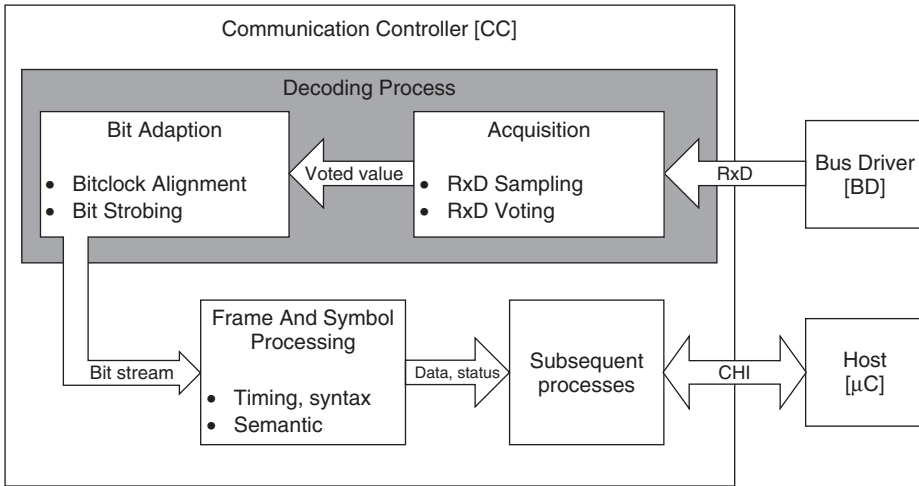 Communication Controller [CC]
Decoding Process
Bit Adaption
• Bitclock Alignment
• Bit Strobing
Voted value
Acquisition
• RxD Sampling
• RxD Voting
RxD
Bus Driver
[BD]
Bit stream
Frame And Symbol
Processing
• Timing, syntax
• Semantic
Data, status
Subsequent
processes
CHI
Host
[μC]